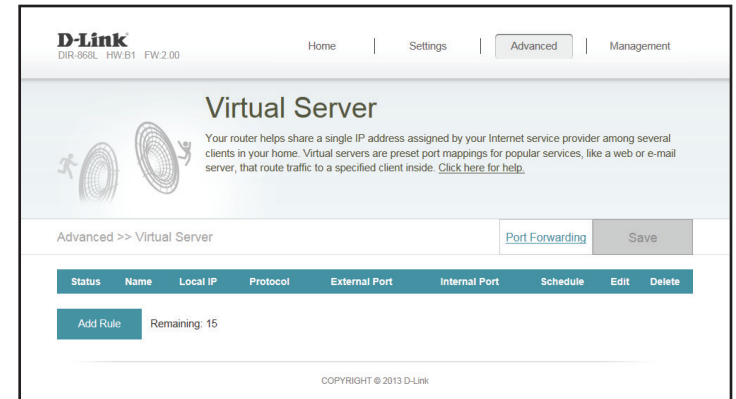 D-Link
DIR-868L HW:B1 FW:2.00
Home Settings Advanced Management
Virtual Server
Your router helps share a single IP address assigned by your Internet service provider among several
clients in your home. Virtual servers are preset port mappings for popular services, like a web or e-mail
server, that route traffic to a specified client inside. Click here for help.
Advanced >> Virtual Server Port Forwarding Save
Status Name Local IP Protocol External Port Internal Port Schedule Edit Delete
Add Rule Remaining: 15
COPYRIGHT © 2013 D-Link